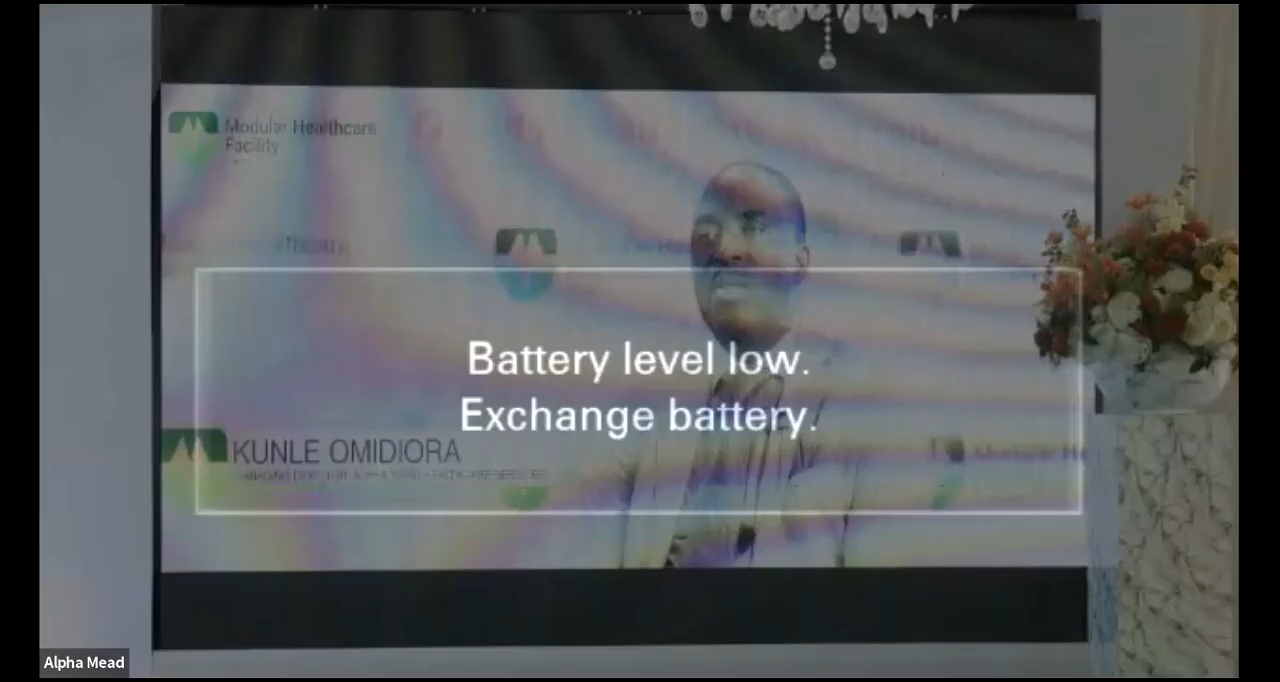 Modular Healthcare
Facility
Battery level low.
Exchange battery.
KUNLE OMIDIORA
Alpha Mead